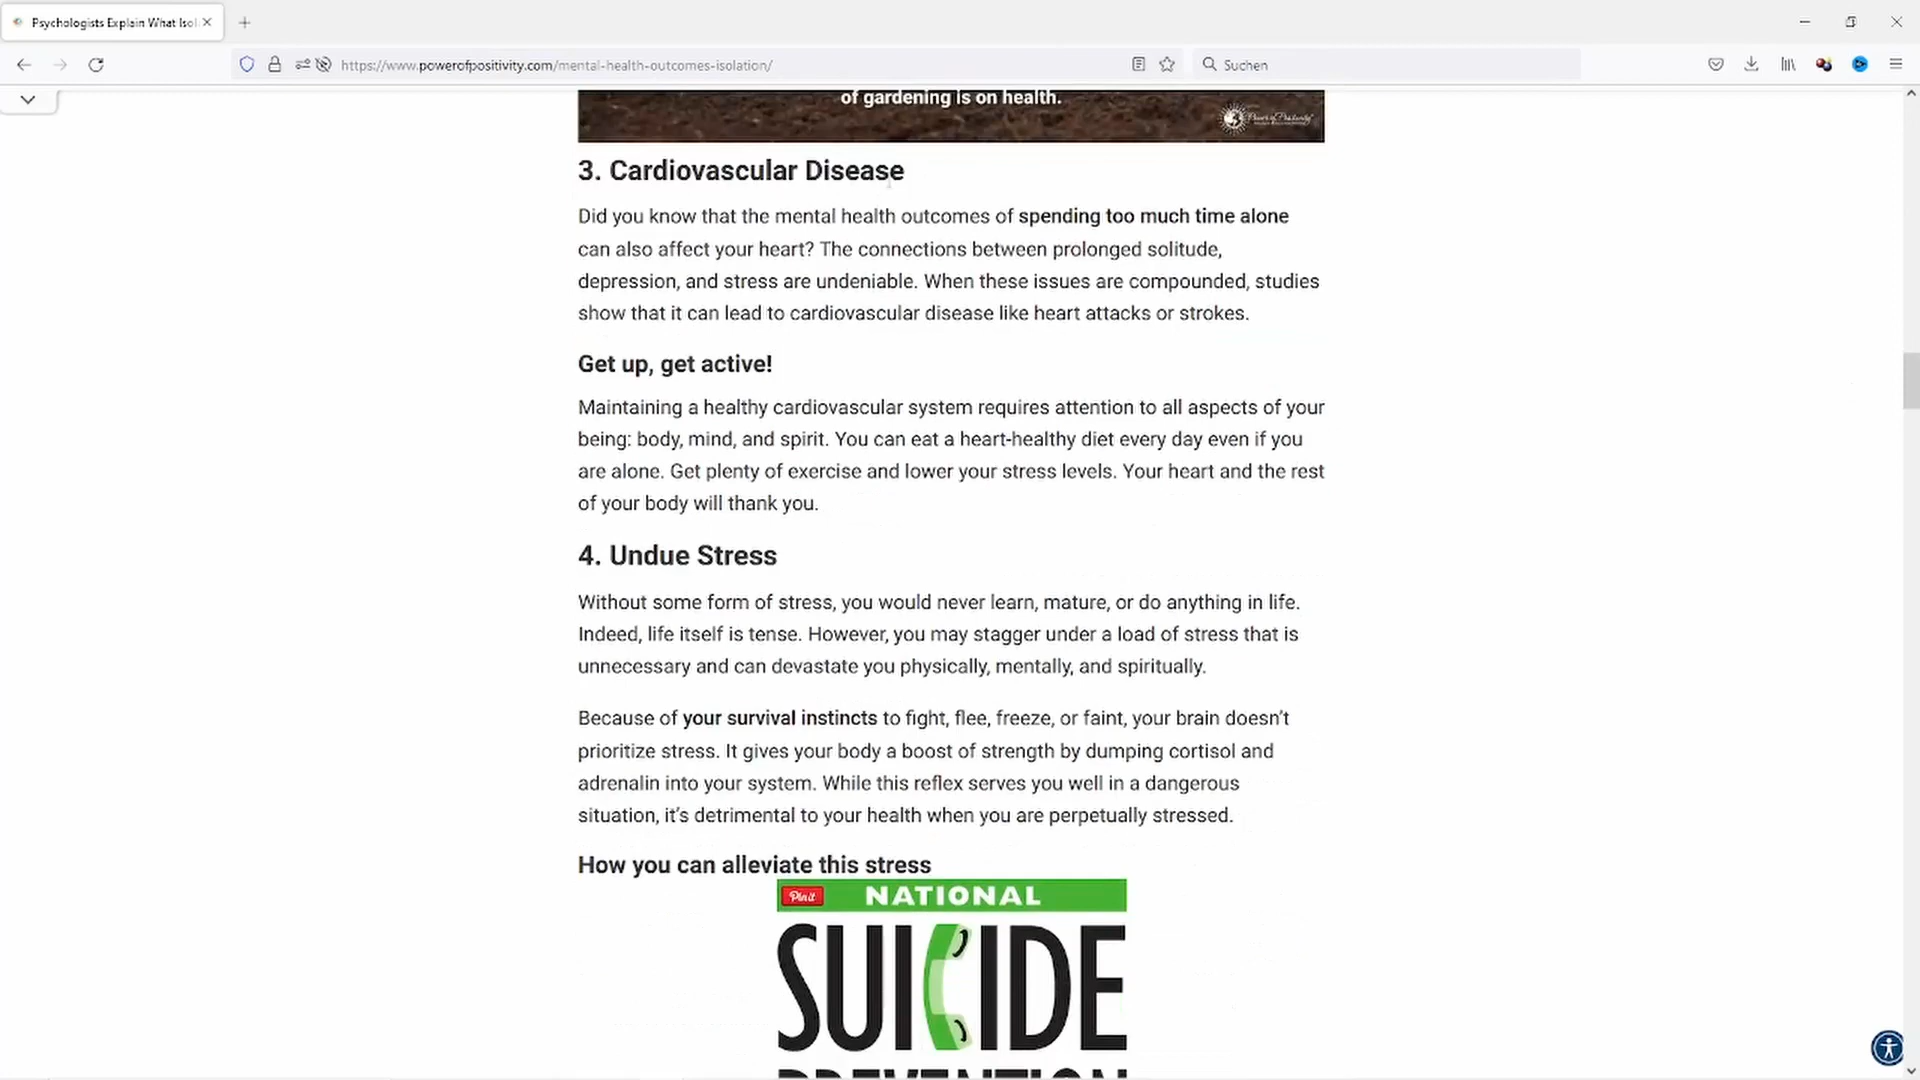 Psychologists Explain What Isol
https://www.powerofpositivity.com/mental-health-outcomes-isolation/
Suchen
of gardening is on health.
Power of Positivity
3. Cardiovascular Disease
Did you know that the mental health outcomes of spending too much time alone
can also affect your heart? The connections between prolonged solitude,
depression, and stress are undeniable. When these issues are compounded, studies
show that it can lead to cardiovascular disease like heart attacks or strokes.
Get up, get active!
Maintaining a healthy cardiovascular system requires attention to all aspects of your
being: body, mind, and spirit. You can eat a heart-healthy diet every day even if you
are alone. Get plenty of exercise and lower your stress levels. Your heart and the rest
of your body will thank you.
4. Undue Stress
Without some form of stress, you would never learn, mature, or do anything in life.
Indeed, life itself is tense. However, you may stagger under a load of stress that is
unnecessary and can devastate you physically, mentally, and spiritually.
Because of your survival instincts to fight, flee, freeze, or faint, your brain doesn’t
prioritize stress. It gives your body a boost of strength by dumping cortisol and
adrenalin into your system. While this reflex serves you well in a dangerous
situation, it’s detrimental to your health when you are perpetually stressed.
How you can alleviate this stress
Pin it
NATIONAL
SUICIDE
PREVENTION